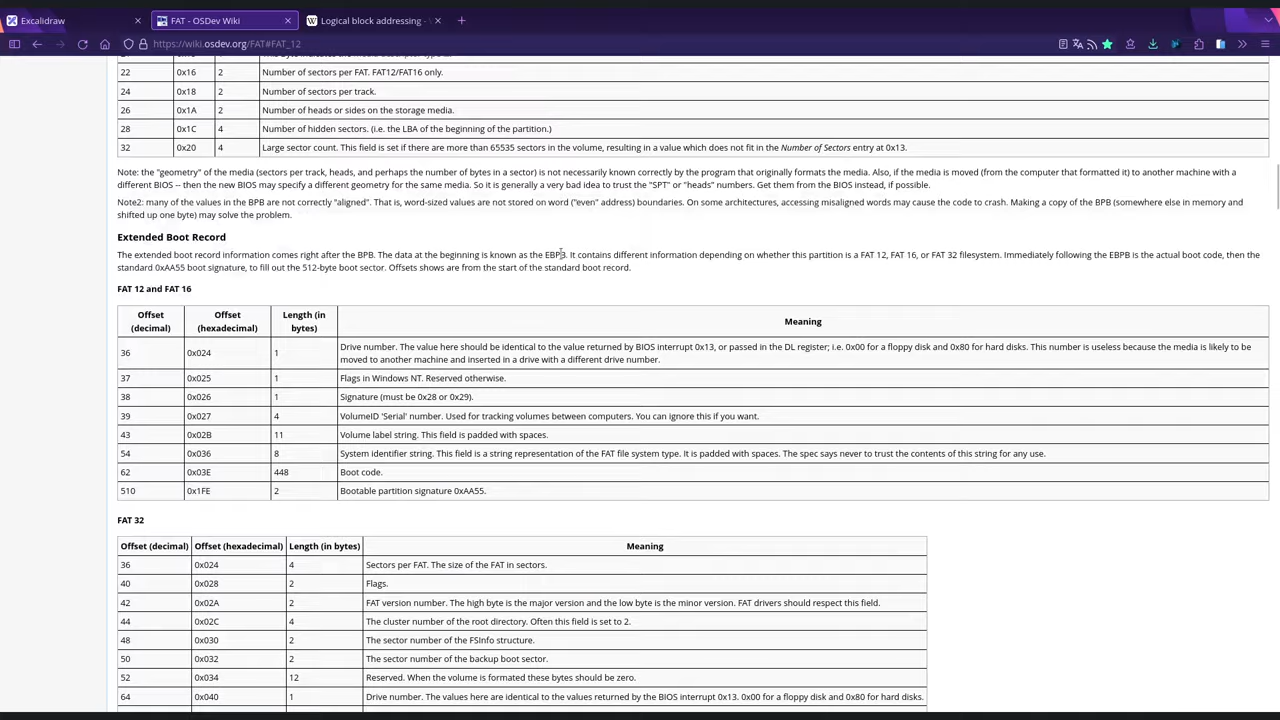 Excalidraw
FAT - OSDev Wiki
Logical block addressing -
https://wiki.osdev.org/FAT#FAT_12
22 0x16 2 Number of sectors per FAT. FAT12/FAT16 only.
24 0x18 2 Number of sectors per track.
26 0x1A 2 Number of heads or sides on the storage media.
28 0x1C 4 Number of hidden sectors. (i.e. the LBA of the beginning of the partition.)
32 0x20 4 Large sector count. This field is set if there are more than 65535 sectors in the volume, resulting in a value which does not fit in the Number of Sectors entry at 0x13.
Note: the "geometry" of the media (sectors per track, heads, and perhaps the number of bytes in a sector) is not necessarily known correctly by the program that originally formats the media. Also, if the media is moved (from the computer that formatted it) to another machine with a
different BIOS -- then the new BIOS may specify a different geometry for the same media. So it is generally a very bad idea to trust the "SPT" or "heads" numbers. Get them from the BIOS instead, if possible.
Note2: many of the values in the BPB are not correctly "aligned". That is, word-sized values are not stored on word ("even" address) boundaries. On some architectures, accessing misaligned words may cause the code to crash. Making a copy of the BPB (somewhere else in memory and
shifted up one byte) may solve the problem.
Extended Boot Record
The extended boot record information comes right after the BPB. The data at the beginning is known as the EBPB. It contains different information depending on whether this partition is a FAT 12, FAT 16, or FAT 32 filesystem. Immediately following the EBPB is the actual boot code, then the
standard 0xAA55 boot signature, to fill out the 512-byte boot sector. Offsets shows are from the start of the standard boot record.
FAT 12 and FAT 16
Offset (decimal) Offset (hexadecimal) Length (in bytes) Meaning
36 0x024 1 Drive number. The value here should be identical to the value returned by BIOS interrupt 0x13, or passed in the DL register; i.e. 0x00 for a floppy disk and 0x80 for hard disks. This number is useless because the media is likely to be
moved to another machine and inserted in a drive with a different drive number.
37 0x025 1 Flags in Windows NT. Reserved otherwise.
38 0x026 1 Signature (must be 0x28 or 0x29).
39 0x027 4 VolumeID 'Serial' number. Used for tracking volumes between computers. You can ignore this if you want.
43 0x02B 11 Volume label string. This field is padded with spaces.
54 0x036 8 System identifier string. This field is a string representation of the FAT file system type. It is padded with spaces. The spec says never to trust the contents of this string for any use.
62 0x03E 448 Boot code.
510 0x1FE 2 Bootable partition signature 0xAA55.
FAT 32
Offset (decimal) Offset (hexadecimal) Length (in bytes) Meaning
36 0x024 4 Sectors per FAT. The size of the FAT in sectors.
40 0x028 2 Flags.
42 0x02A 2 FAT version number. The high byte is the major version and the low byte is the minor version. FAT drivers should respect this field.
44 0x02C 4 The cluster number of the root directory. Often this field is set to 2.
48 0x030 2 The sector number of the FSInfo structure.
50 0x032 2 The sector number of the backup boot sector.
52 0x034 12 Reserved. When the volume is formated these bytes should be zero.
64 0x040 1 Drive number. The values here are identical to the values returned by the BIOS interrupt 0x13. 0x00 for a floppy disk and 0x80 for hard disks.